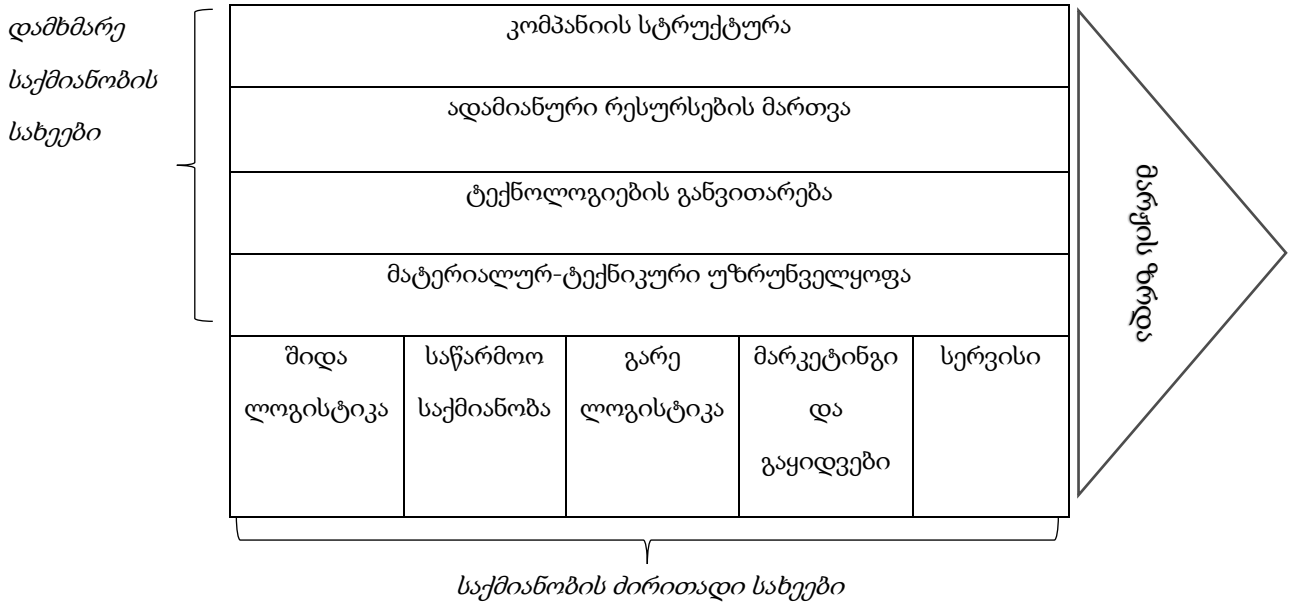 დამხმარე
საქმიანობის
სახეები
კომპანიის სტრუქტურა
ადამიანური რესურსების მართვა
ტექნოლოგიების განვითარება
მატერიალურ-ტექნიკური უზრუნველყოფა
შიდა
ლოგისტიკა
საწარმოო
საქმიანობა
გარე
ლოგისტიკა
მარკეტინგი
და
გაყიდვები
სერვისი
მარჟის ზრდა
საქმიანობის ძირითადი სახეები